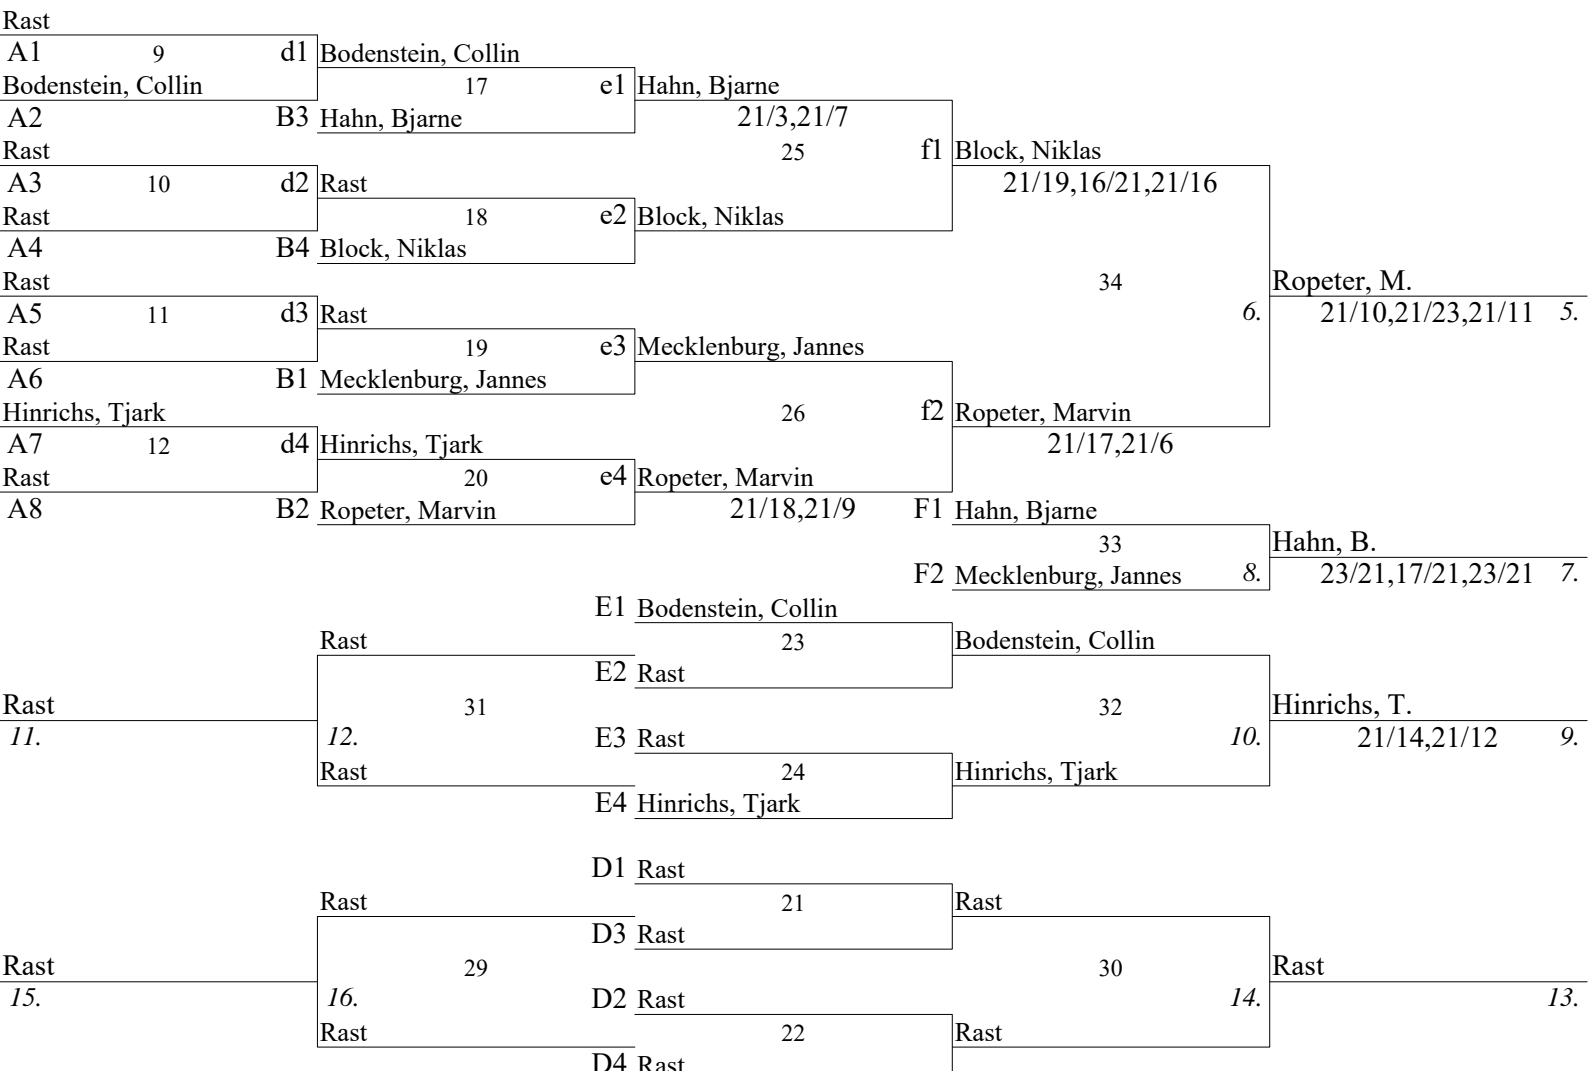 Rast
A1 9 d1 Bodenstein, Collin
Bodenstein, Collin 17 e1 Hahn, Bjarne
A2 B3 Hahn, Bjarne 21/3,21/7
Rast 25 f1 Block, Niklas
A3 10 d2 Rast 21/19,16/21,21/16
Rast 18 e2 Block, Niklas
A4 B4 Block, Niklas
Rast 34 Ropeter, M.
A5 11 d3 Rast 6. 21/10,21/23,21/11 5.
Rast 19 e3 Mecklenburg, Jannes
A6 B1 Mecklenburg, Jannes
Hinrichs, Tjark 26 f2 Ropeter, Marvin
A7 12 d4 Hinrichs, Tjark 21/17,21/6
Rast 20 e4 Ropeter, Marvin
A8 B2 Ropeter, Marvin 21/18,21/9 F1 Hahn, Bjarne
33 Hahn, B.
F2 Mecklenburg, Jannes 8. 23/21,17/21,23/21 7.
E1 Bodenstein, Collin
Rast 23 Bodenstein, Collin
E2 Rast
Rast 31 32 Hinrichs, T.
11. 12. E3 Rast 10. 21/14,21/12 9.
Rast 24 Hinrichs, Tjark
E4 Hinrichs, Tjark
D1 Rast
Rast 21 Rast
D3 Rast
Rast 29 30 Rast
15. 16. D2 Rast 14. 13.
Rast 22 Rast
D4 Rast